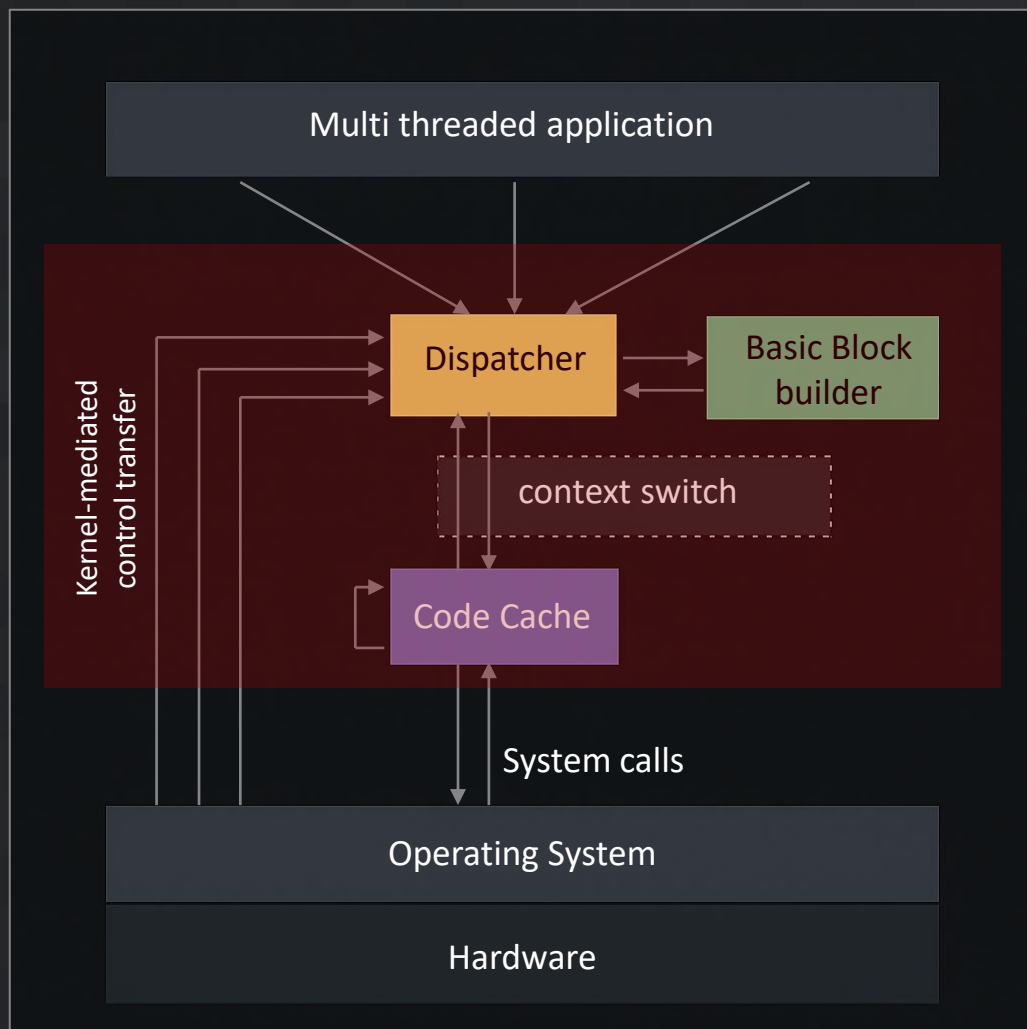 Multi threaded application
Dispatcher
Basic Block
builder
Kernel-mediated
control transfer
context switch
Code Cache
System calls
Operating System
Hardware